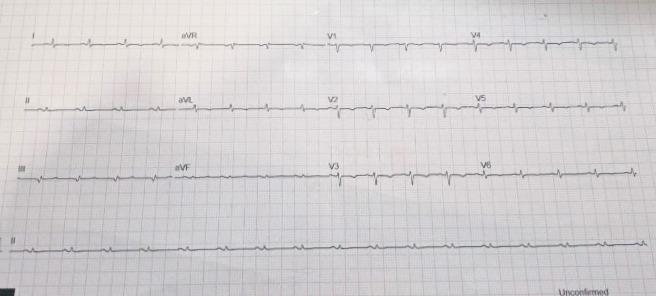 I aVR V1 V4
II aVL V2 V5
III aVF V3 V6
II
Unconfirmed